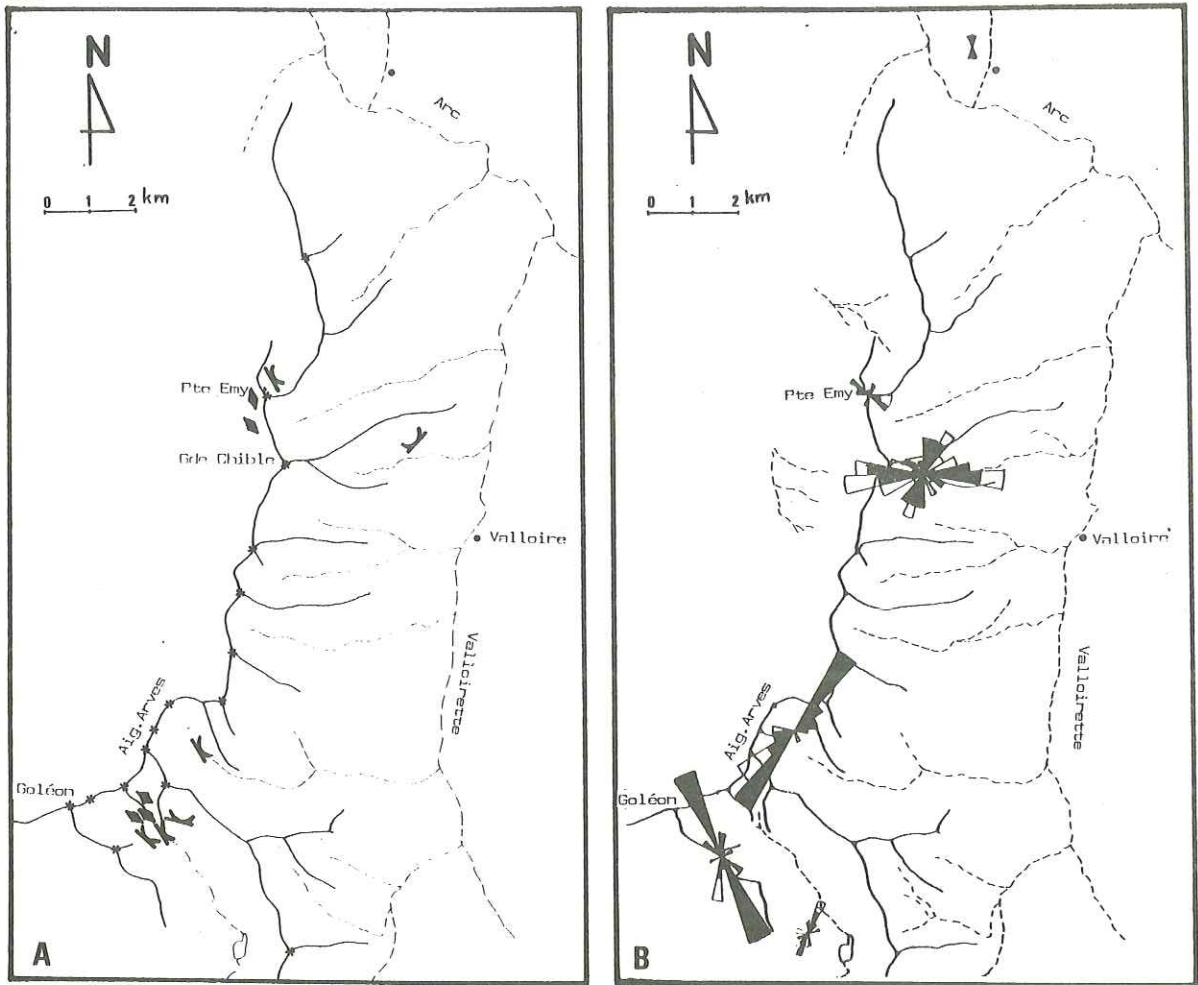 N
Arc
0 1 2 km
Pte Emy
Gde Chible
Valloire
Valloirette
Aig.Arves
Goléon
A
N
Arc
0 1 2 km
Pte Emy
Valloire
Valloirette
Aig.Arves
Goléon
B